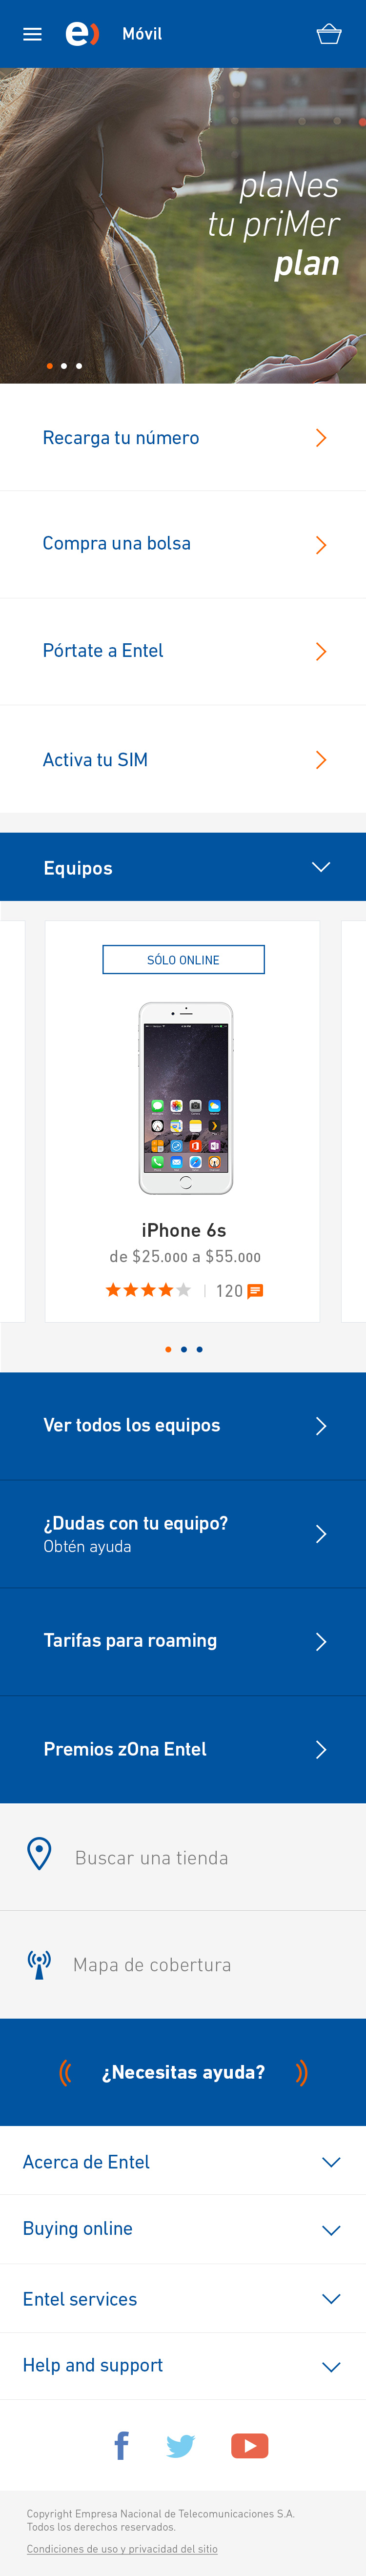 e) Móvil
plaNes
tu priMer
plan
Recarga tu número
Compra una bolsa
Pórtate a Entel
Activa tu SIM
Equipos
SÓLO ONLINE
iPhone 6s
de $25.000 a $55.000
120
Ver todos los equipos
¿Dudas con tu equipo?
Obtén ayuda
Tarifas para roaming
Premios zOna Entel
Buscar una tienda
Mapa de cobertura
¿Necesitas ayuda?
Acerca de Entel
Buying online
Entel services
Help and support
Copyright Empresa Nacional de Telecomunicaciones S.A.
Todos los derechos reservados.
Condiciones de uso y privacidad del sitio